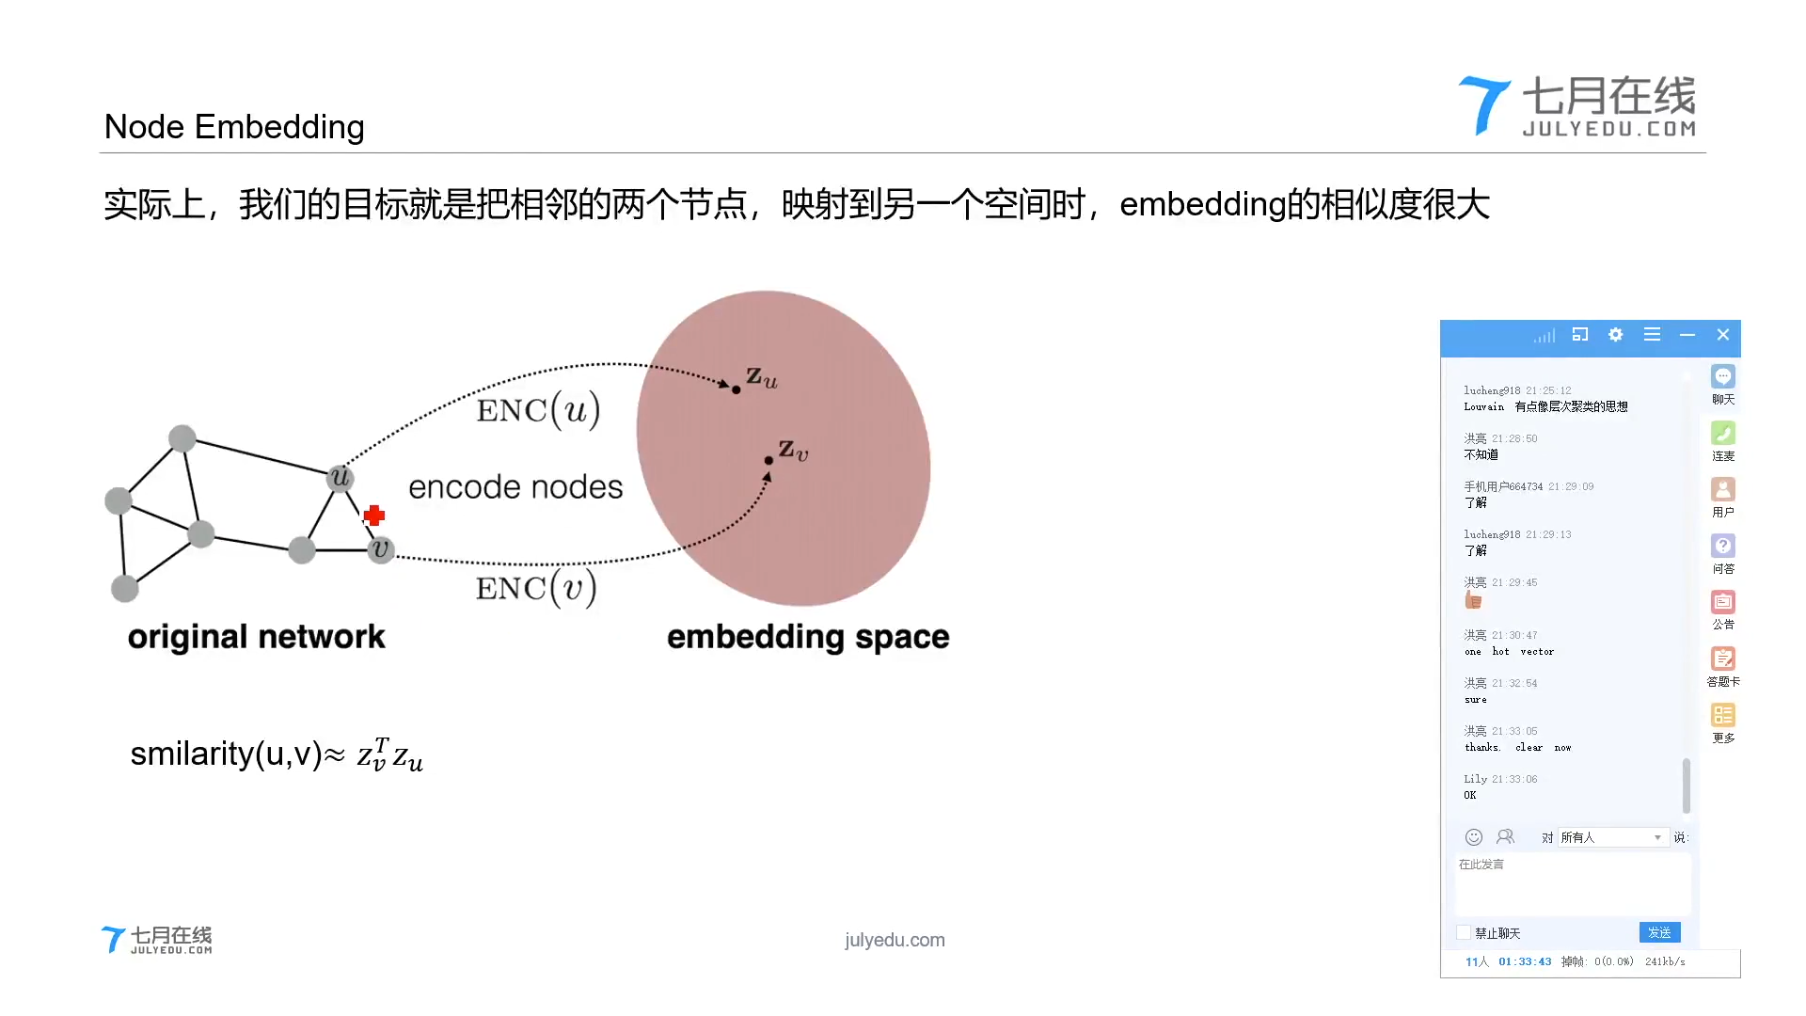 七月在线
JULYEDU.COM
Node Embedding
实际上，我们的目标就是把相邻的两个节点，映射到另一个空间时，embedding的相似度很大
z_u
ENC(u)
z_v
u
encode nodes
v
ENC(v)
original network
embedding space
smilarity(u,v)≈ z_v^T z_u
七月在线
JULYEDU.COM
julyedu.com
lucheng918 21:25:12
Louvain 有点像层次聚类的思想
洪亮 21:28:50
不知道
手机用户664734 21:29:09
了解
lucheng918 21:29:13
了解
洪亮 21:29:45
洪亮 21:30:47
one hot vector
洪亮 21:32:54
sure
洪亮 21:33:05
thanks. clear now
Lily 21:33:06
OK
对 所有人 说:
在此发言
禁止聊天 发送
11人 01:33:43 掉帧: 0(0.0%) 241kb/s
聊天
连麦
用户
问答
公告
答题卡
更多